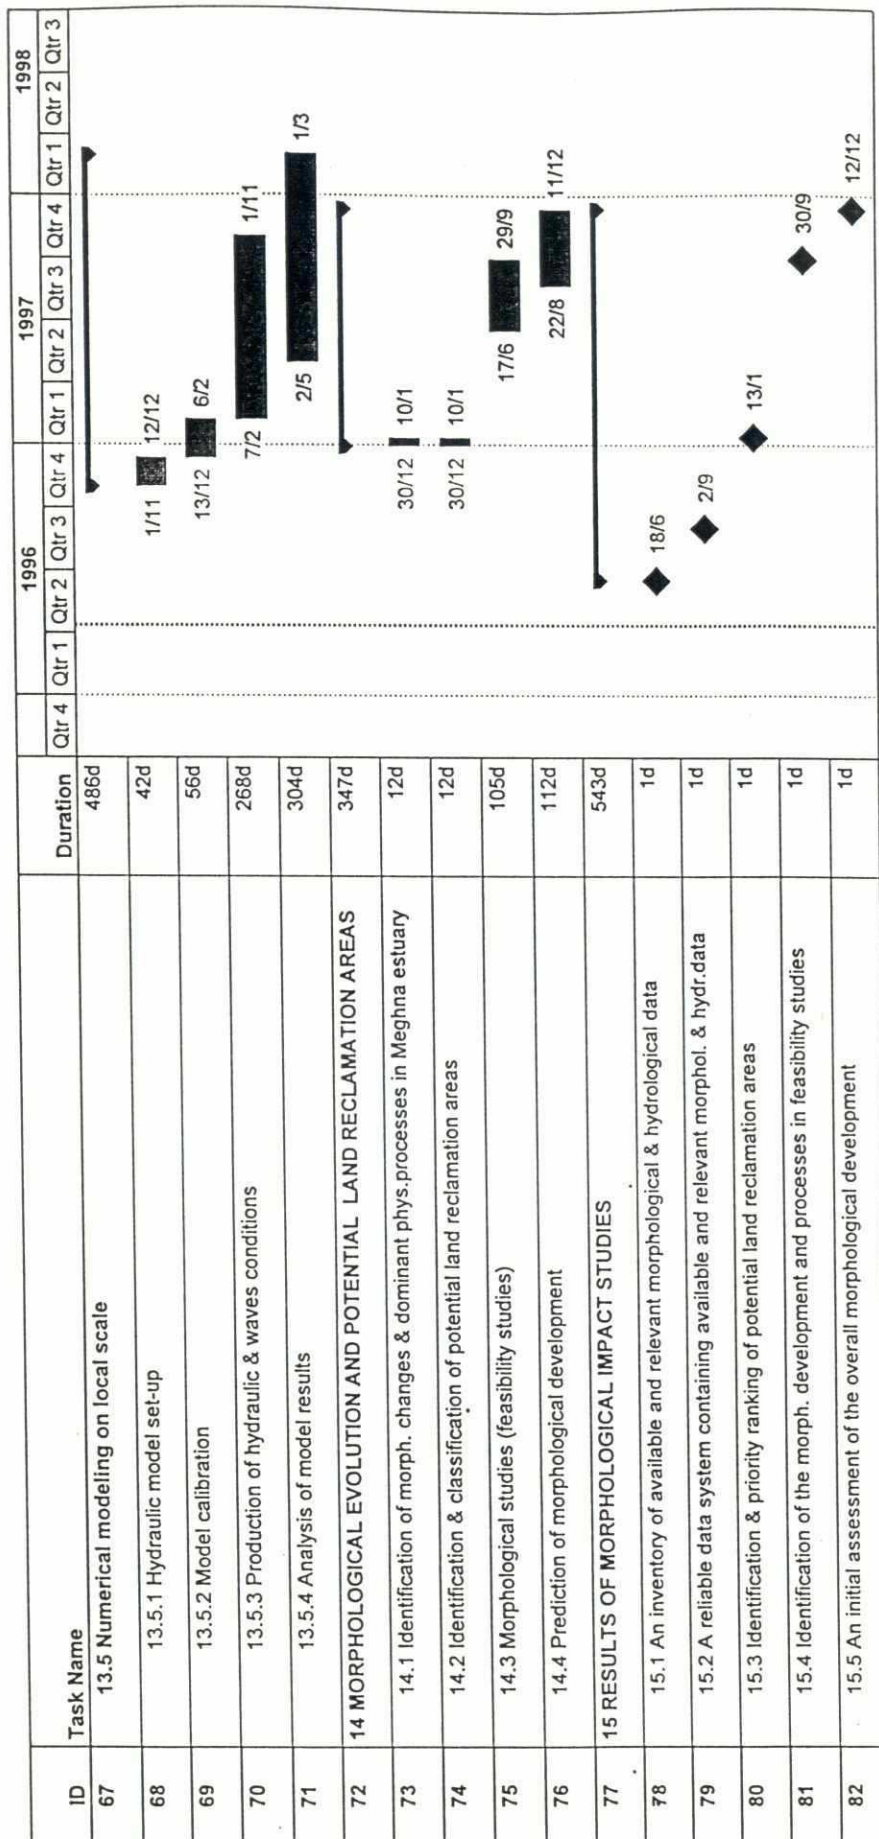 ID Task Name Duration 1996 1997 1998
Qtr 4 Qtr 1 Qtr 2 Qtr 3 Qtr 4 Qtr 1 Qtr 2 Qtr 3 Qtr 4 Qtr 1 Qtr 2 Qtr 3
67 13.5 Numerical modeling on local scale 486d
68 13.5.1 Hydraulic model set-up 42d 1/11 12/12
69 13.5.2 Model calibration 56d 13/12 6/2
70 13.5.3 Production of hydraulic & waves conditions 268d 7/2 1/11
71 13.5.4 Analysis of model results 304d 2/5 1/3
72 14 MORPHOLOGICAL EVOLUTION AND POTENTIAL LAND RECLAMATION AREAS 347d
73 14.1 Identification of morph. changes & dominant phys.processes in Meghna estuary 12d 30/12 10/1
74 14.2 Identification & classification of potential land reclamation areas 12d 30/12 10/1
75 14.3 Morphological studies (feasibility studies) 105d 17/6 29/9
76 14.4 Prediction of morphological development 112d 22/8 11/12
77 15 RESULTS OF MORPHOLOGICAL IMPACT STUDIES 543d
78 15.1 An inventory of available and relevant morphological & hydrological data 1d 18/6
79 15.2 A reliable data system containing available and relevant morphol. & hydr.data 1d 2/9
80 15.3 Identification & priority ranking of potential land reclamation areas 1d 13/1
81 15.4 Identification of the morph. development and processes in feasibility studies 1d 30/9
82 15.5 An initial assessment of the overall morphological development 1d 12/12